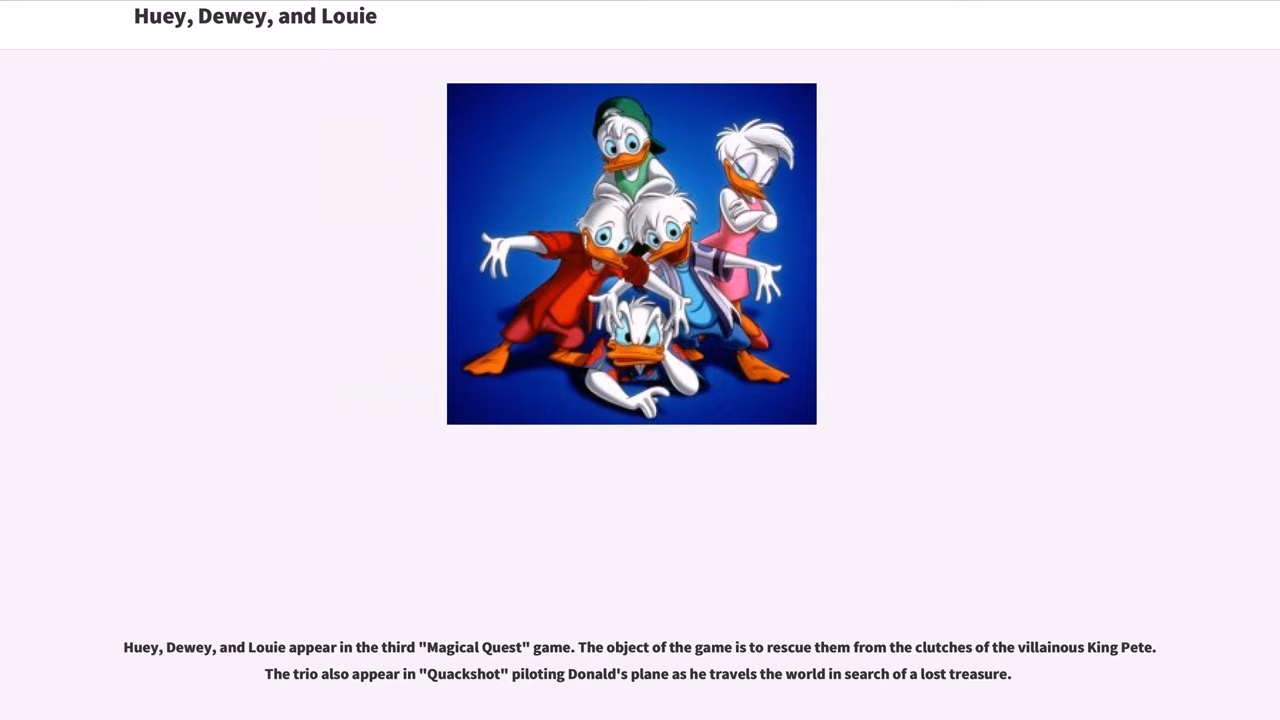 Huey, Dewey, and Louie
Huey, Dewey, and Louie appear in the third "Magical Quest" game. The object of the game is to rescue them from the clutches of the villainous King Pete.
The trio also appear in "Quackshot" piloting Donald's plane as he travels the world in search of a lost treasure.